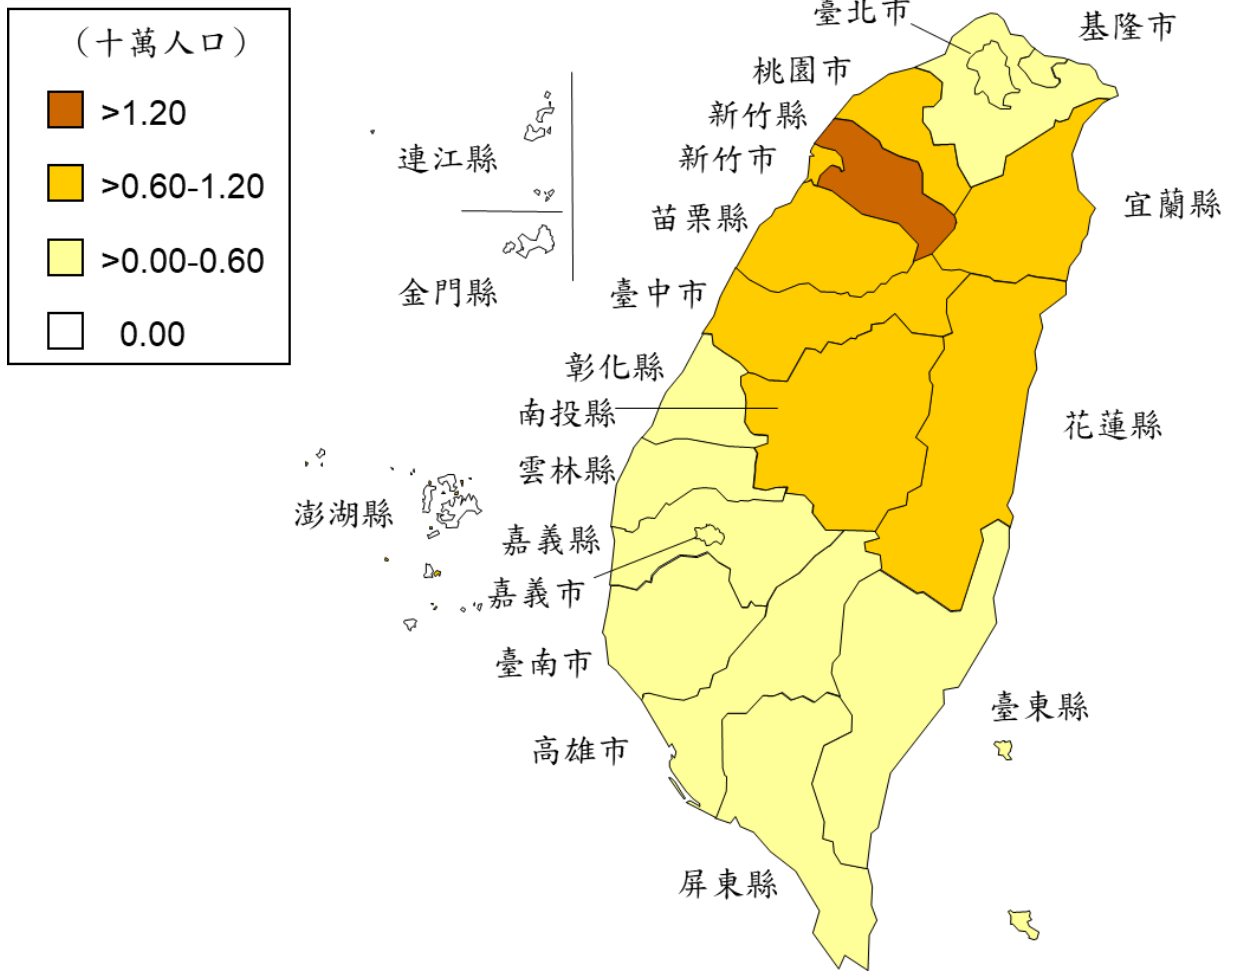 (十萬人口)
>1.20
>0.60-1.20
>0.00-0.60
0.00
臺北市
基隆市
桃園市
新竹縣
新竹市
連江縣
苗栗縣
宜蘭縣
金門縣
臺中市
彰化縣
南投縣
花蓮縣
雲林縣
澎湖縣
嘉義縣
嘉義市
臺南市
臺東縣
高雄市
屏東縣